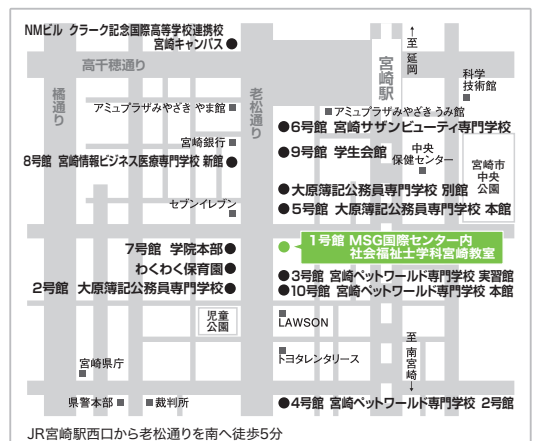 NMビル クラーク記念国際高等学校連携校
宮崎キャンパス
高千穂通り
橘通り
老松通り
宮崎駅
至 延岡
科学
技術館
アミュプラザみやざき やま館
アミュプラザみやざき うみ館
6号館 宮崎サザンビューティ専門学校
宮崎銀行
8号館 宮崎情報ビジネス医療専門学校 新館
9号館 学生会館
中央
保健センター
宮崎市
中央
公園
大原簿記公務員専門学校 別館
セブンイレブン
5号館 大原簿記公務員専門学校 本館
1号館 MSG国際センター内
社会福祉士学科宮崎教室
7号館 学院本部
わくわく保育園
2号館 大原簿記公務員専門学校
3号館 宮崎ペットワールド専門学校 実習館
10号館 宮崎ペットワールド専門学校 本館
児童
公園
LAWSON
トヨタレンタリース
至 南宮崎
宮崎県庁
県警本部
裁判所
4号館 宮崎ペットワールド専門学校 2号館
JR宮崎駅西口から老松通りを南へ徒歩5分